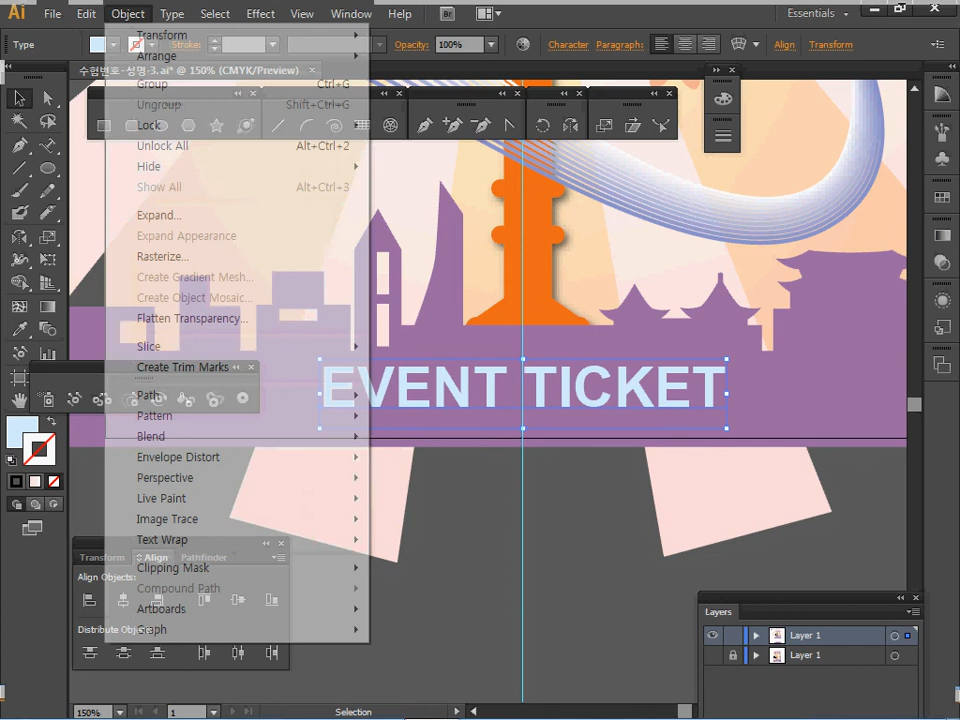 Ai File Edit Object Type Select Effect View Window Help Br Essentials
Type Stroke: Opacity: 100% Character Paragraph: Align Transform
수험번호-성명-3.ai* @ 150% (CMYK/Preview)
Transform
Arrange
Group Ctrl+G
Ungroup Shift+Ctrl+G
Lock
Unlock All Alt+Ctrl+2
Hide
Show All Alt+Ctrl+3
Expand...
Expand Appearance
Rasterize...
Create Gradient Mesh...
Create Object Mosaic...
Flatten Transparency...
Slice
Create Trim Marks
Path
Pattern
Blend
Envelope Distort
Perspective
Live Paint
Image Trace
Text Wrap
Clipping Mask
Compound Path
Artboards
Graph
EVENT TICKET
Transform Align Pathfinder
Align Objects:
Distribute Objects:
Layers
Layer 1
Layer 1
150% 1 Selection